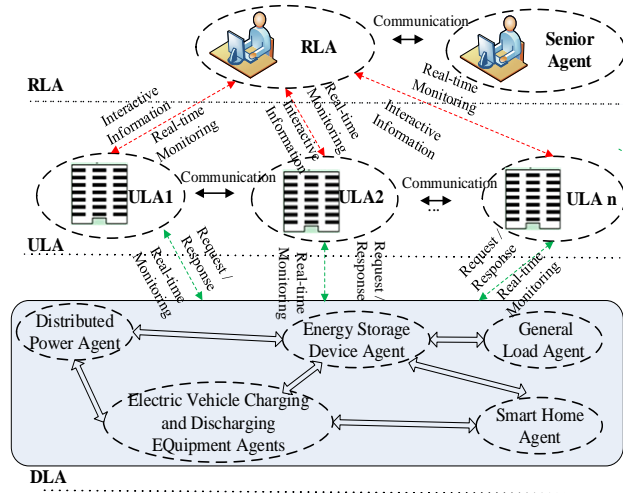 Communication
RLA
Senior
Agent
RLA
Interactive
Information
Real-time
Monitoring
Real-time
Monitoring
Interactive
Information
Real-time
Monitoring
Interactive
Information
ULA1
Communication
ULA2
Communication
...
ULA n
ULA
Real-time
Monitoring
Request /
Response
Real-time
Monitoring
Request /
Response
Request /
Response
Real-time
Monitoring
Distributed
Power Agent
Energy Storage
Device Agent
General
Load Agent
Electric Vehicle Charging
and Discharging
EQuipment Agents
Smart Home
Agent
DLA